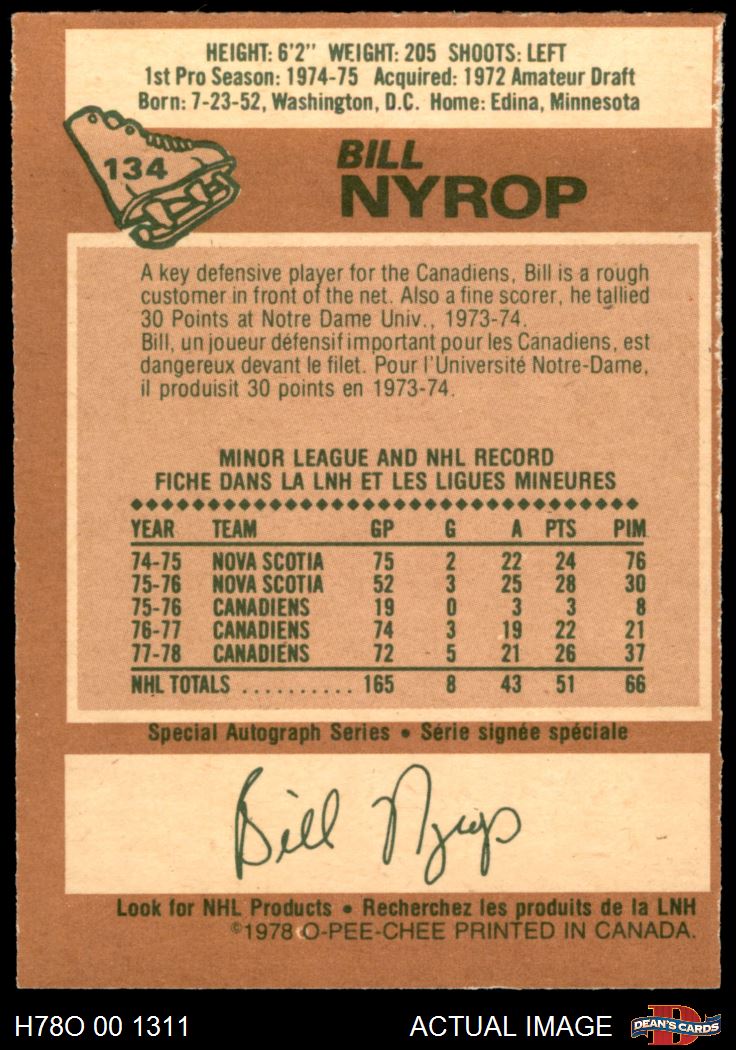 HEIGHT: 6'2" WEIGHT: 205 SHOOTS: LEFT
1st Pro Season: 1974-75 Acquired: 1972 Amateur Draft
Born: 7-23-52, Washington, D.C. Home: Edina, Minnesota
134
BILL
NYROP
A key defensive player for the Canadiens, Bill is a rough
customer in front of the net. Also a fine scorer, he tallied
30 Points at Notre Dame Univ., 1973-74.
Bill, un joueur défensif important pour les Canadiens, est
dangereux devant le filet. Pour l'Université Notre-Dame,
il produisit 30 points en 1973-74.
MINOR LEAGUE AND NHL RECORD
FICHE DANS LA LNH ET LES LIGUES MINEURES
YEAR TEAM GP G A PTS PIM
74-75 NOVA SCOTIA 75 2 22 24 76
75-76 NOVA SCOTIA 52 3 25 28 30
75-76 CANADIENS 19 0 3 3 8
76-77 CANADIENS 74 3 19 22 21
77-78 CANADIENS 72 5 21 26 37
NHL TOTALS .......... 165 8 43 51 66
Special Autograph Series • Série signée spéciale
Bill Nyrop
Look for NHL Products • Recherchez les produits de la LNH
©1978 O-PEE-CHEE PRINTED IN CANADA.
H78O 00 1311 ACTUAL IMAGE DEAN'S CARDS